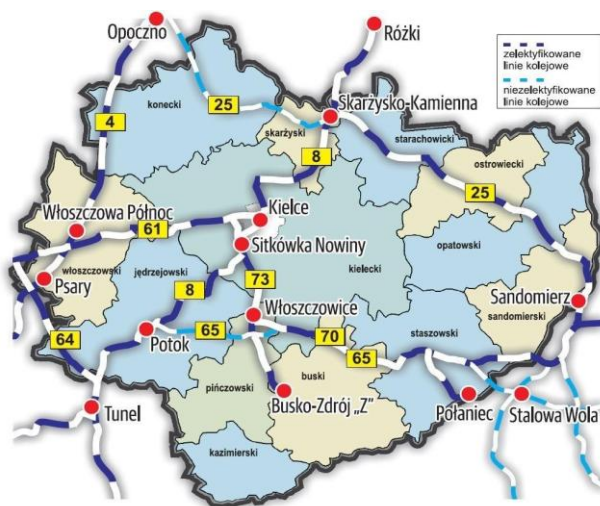 Opoczno
Różki
zelektryfikowane
linie kolejowe
niezelektryfikowane
linie kolejowe
konecki
25
Skarżysko-Kamienna
4
skarżyski
starachowicki
8
ostrowiecki
25
Włoszczowa Północ
61
Kielce
Sitkówka Nowiny
opatowski
kielecki
włoszczowski
jędrzejowski
Psary
8
73
Sandomierz
Włoszczowice
sandomierski
64
65
70
staszowski
Potok
65
buski
pińczowski
Tunel
Busko-Zdrój „Z”
Połaniec
Stalowa Wola
kazimierski